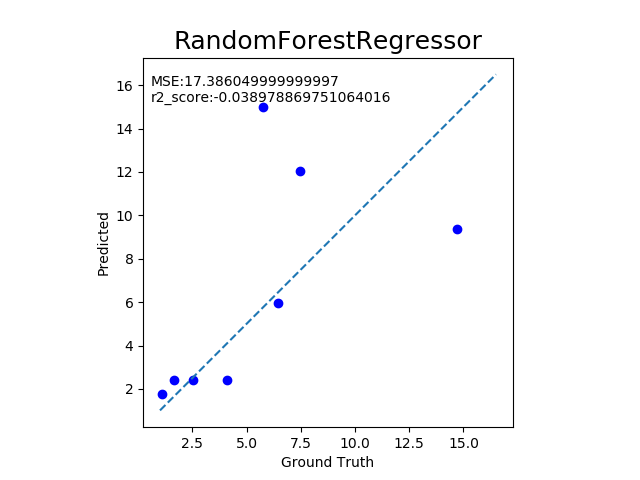 RandomForestRegressor
MSE:17.386049999999997
r2_score:-0.038978869751064016
16
14
12
10
8
6
4
2
Predicted
2.5 5.0 7.5 10.0 12.5 15.0
Ground Truth